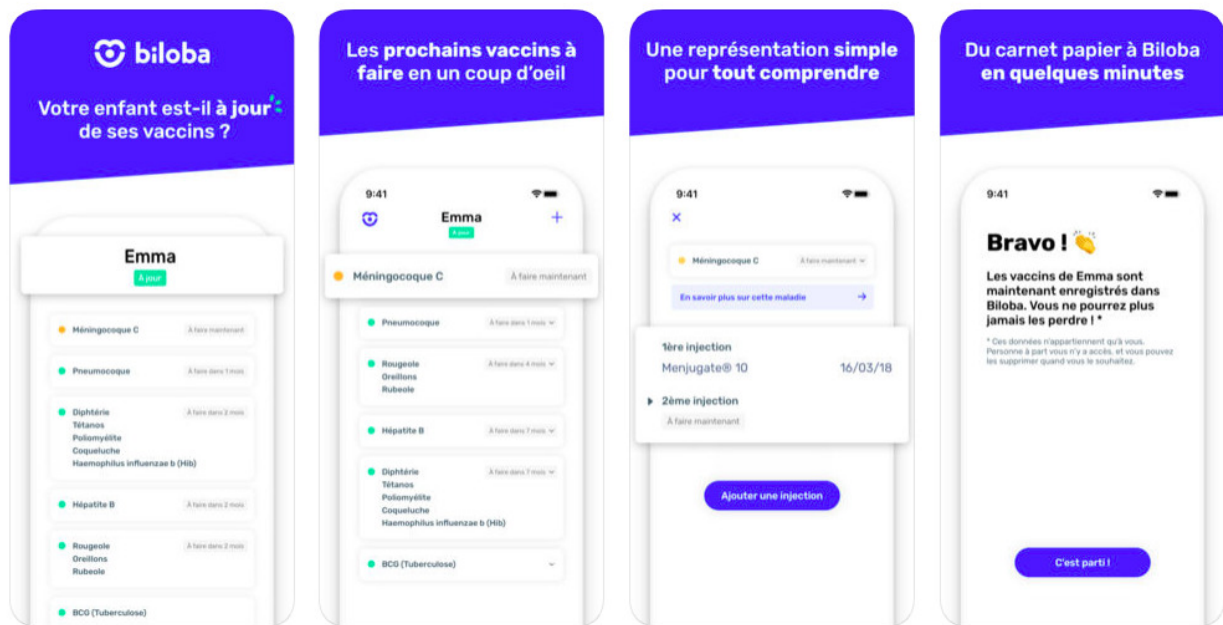 biloba
Votre enfant est-il à jour
de ses vaccins ?
Emma
À jour
Méningocoque C
À faire maintenant
Pneumocoque
À faire dans 1 mois
Diphtérie
À faire dans 2 mois
Tétanos
Poliomyélite
Coqueluche
Haemophilus influenzae b (Hib)
Hépatite B
À faire dans 2 mois
Rougeole
À faire dans 2 mois
Oreillons
Rubeole
BCG (Tuberculose)
Les prochains vaccins à
faire en un coup d'oeil
9:41
Emma
À jour
Méningocoque C
À faire maintenant
Pneumocoque
À faire dans 1 mois
Rougeole
À faire dans 4 mois
Oreillons
Rubeole
Hépatite B
À faire dans 7 mois
Diphtérie
À faire dans 7 mois
Tétanos
Poliomyélite
Coqueluche
Haemophilus influenzae b (Hib)
BCG (Tuberculose)
Une représentation simple
pour tout comprendre
9:41
Méningocoque C
À faire maintenant
En savoir plus sur cette maladie
1ère injection
Menjugate® 10
16/03/18
2ème injection
À faire maintenant
Ajouter une injection
Du carnet papier à Biloba
en quelques minutes
9:41
Bravo ! 👏
Les vaccins de Emma sont
maintenant enregistrés dans
Biloba. Vous ne pourrez plus
jamais les perdre ! *
* Ces données n'appartiennent qu'à vous.
Personne à part vous n'y a accès, et vous pouvez
les supprimer quand vous le souhaitez.
C'est parti !